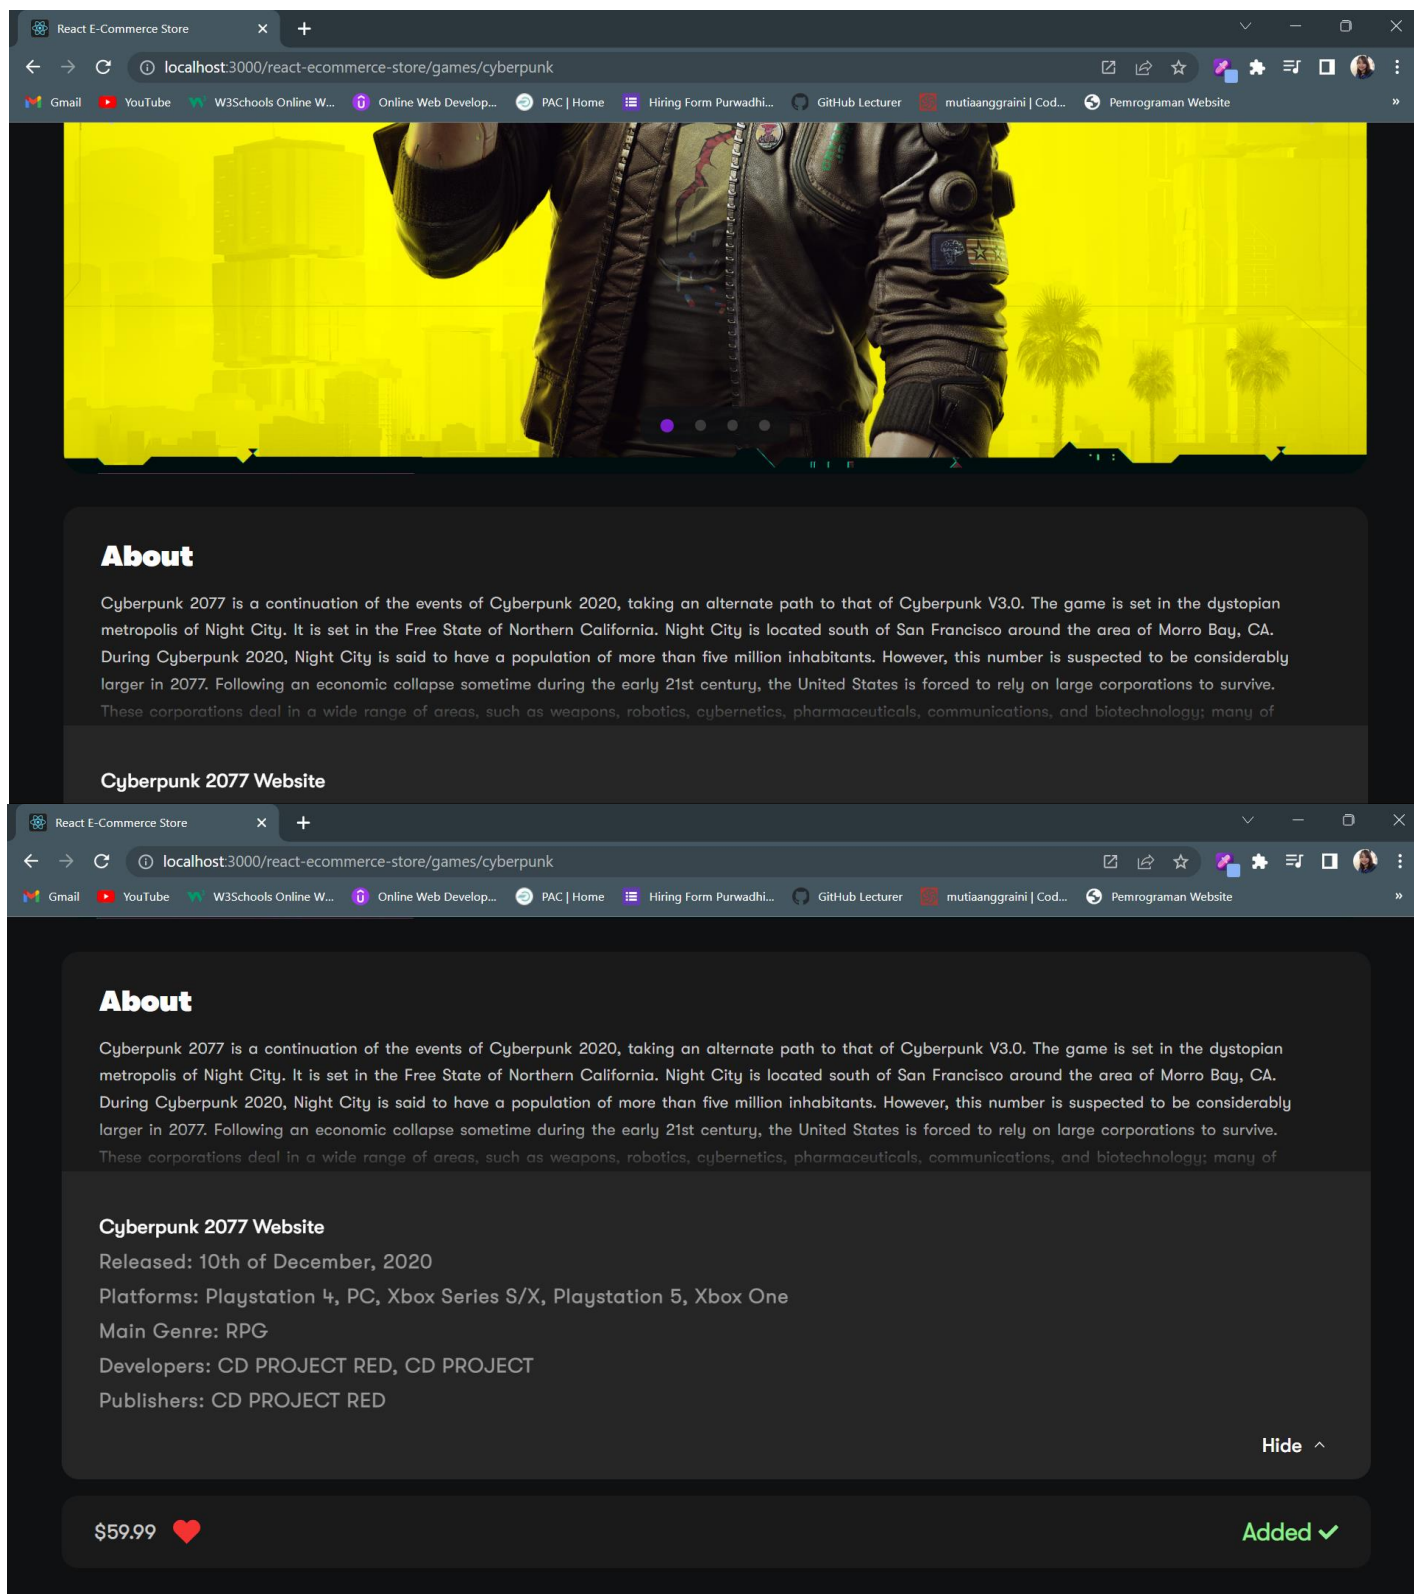 React E-Commerce Store
localhost:3000/react-ecommerce-store/games/cyberpunk
Gmail YouTube W3Schools Online W... Online Web Develop... PAC | Home Hiring Form Purwadhi... GitHub Lecturer mutiaanggraini | Cod... Pemrograman Website »
About
Cyberpunk 2077 is a continuation of the events of Cyberpunk 2020, taking an alternate path to that of Cyberpunk V3.0. The game is set in the dystopian
metropolis of Night City. It is set in the Free State of Northern California. Night City is located south of San Francisco around the area of Morro Bay, CA.
During Cyberpunk 2020, Night City is said to have a population of more than five million inhabitants. However, this number is suspected to be considerably
larger in 2077. Following an economic collapse sometime during the early 21st century, the United States is forced to rely on large corporations to survive.
These corporations deal in a wide range of areas, such as weapons, robotics, cybernetics, pharmaceuticals, communications, and biotechnology; many of
Cyberpunk 2077 Website
React E-Commerce Store
localhost:3000/react-ecommerce-store/games/cyberpunk
Gmail YouTube W3Schools Online W... Online Web Develop... PAC | Home Hiring Form Purwadhi... GitHub Lecturer mutiaanggraini | Cod... Pemrograman Website »
About
Cyberpunk 2077 is a continuation of the events of Cyberpunk 2020, taking an alternate path to that of Cyberpunk V3.0. The game is set in the dystopian
metropolis of Night City. It is set in the Free State of Northern California. Night City is located south of San Francisco around the area of Morro Bay, CA.
During Cyberpunk 2020, Night City is said to have a population of more than five million inhabitants. However, this number is suspected to be considerably
larger in 2077. Following an economic collapse sometime during the early 21st century, the United States is forced to rely on large corporations to survive.
These corporations deal in a wide range of areas, such as weapons, robotics, cybernetics, pharmaceuticals, communications, and biotechnology; many of
Cyberpunk 2077 Website
Released: 10th of December, 2020
Platforms: Playstation 4, PC, Xbox Series S/X, Playstation 5, Xbox One
Main Genre: RPG
Developers: CD PROJECT RED, CD PROJECT
Publishers: CD PROJECT RED
Hide
$59.99 Added